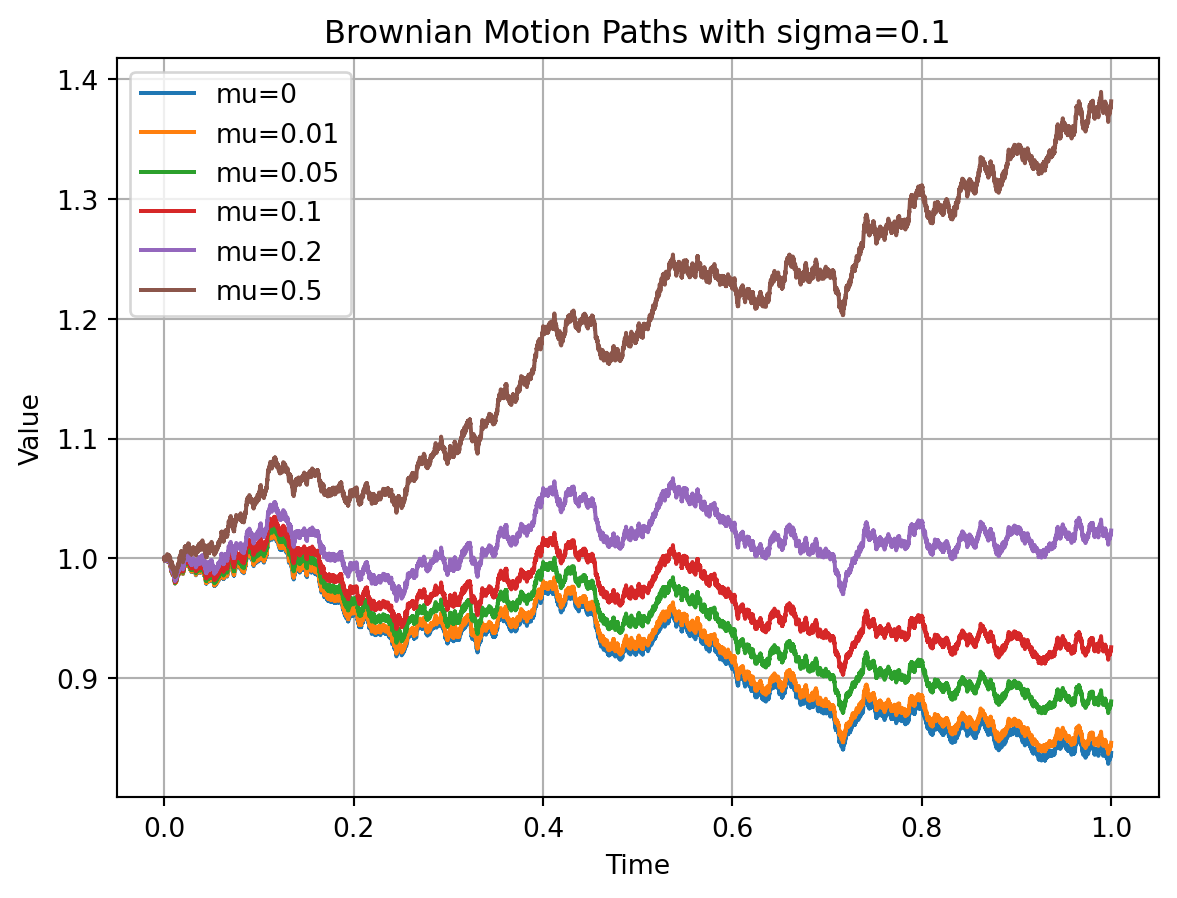 Brownian Motion Paths with sigma=0.1
1.4
1.3
1.2
1.1
1.0
0.9
Value
mu=0
mu=0.01
mu=0.05
mu=0.1
mu=0.2
mu=0.5
0.0 0.2 0.4 0.6 0.8 1.0
Time